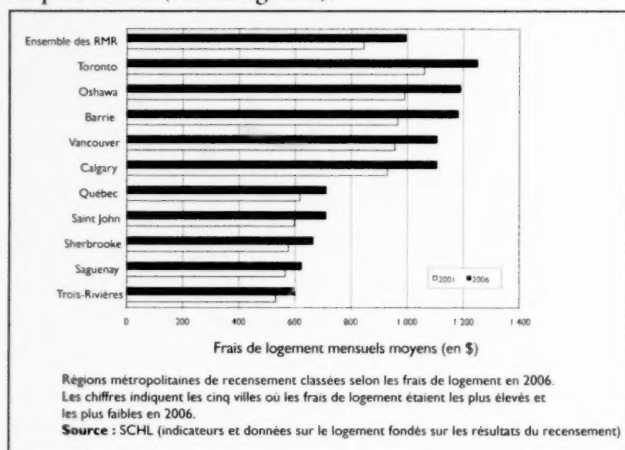 Ensemble des RMR
Toronto
Oshawa
Barrie
Vancouver
Calgary
Québec
Saint John
Sherbrooke
Saguenay
Trois-Rivières
2001 2006
0 200 400 600 800 1 000 1 200 1 400
Frais de logement mensuels moyens (en $)
Régions métropolitaines de recensement classées selon les frais de logement en 2006.
Les chiffres indiquent les cinq villes où les frais de logement étaient les plus élevés et
les plus faibles en 2006.
Source : SCHL (indicateurs et données sur le logement fondés sur les résultats du recensement)